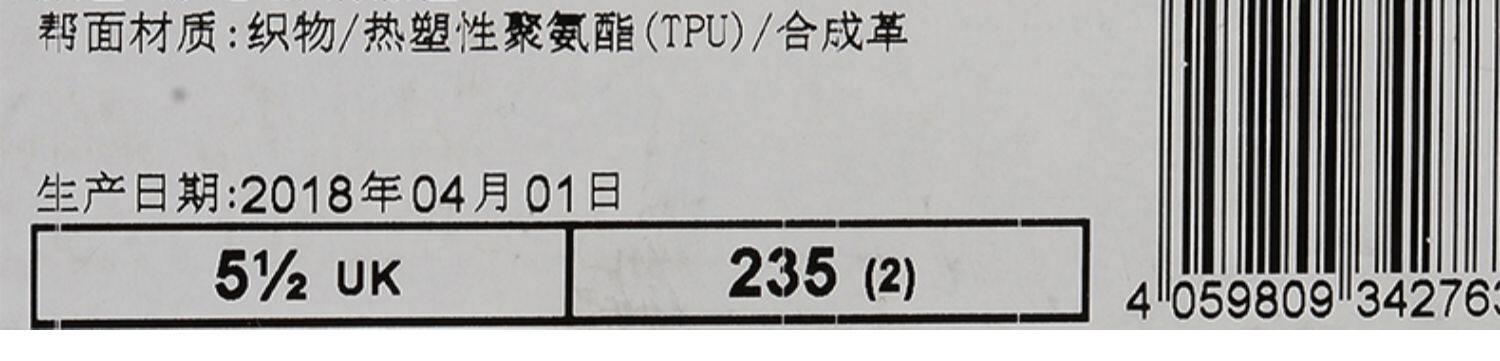 帮面材质:织物/热塑性聚氨酯(TPU)/合成革
生产日期:2018年04月01日
5½ UK 235 (2)
4 059809 342763